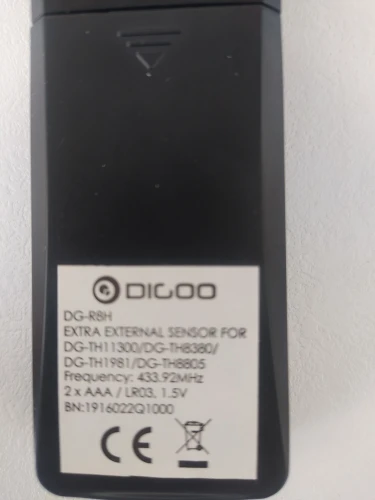 DIGOO
DG-R8H
EXTRA EXTERNAL SENSOR FOR
DG-TH11300/DG-TH8380/
DG-TH1981/DG-TH8805
Frequency: 433.92MHz
2 x AAA / LR03, 1.5V
BN:1916022Q1000
CE